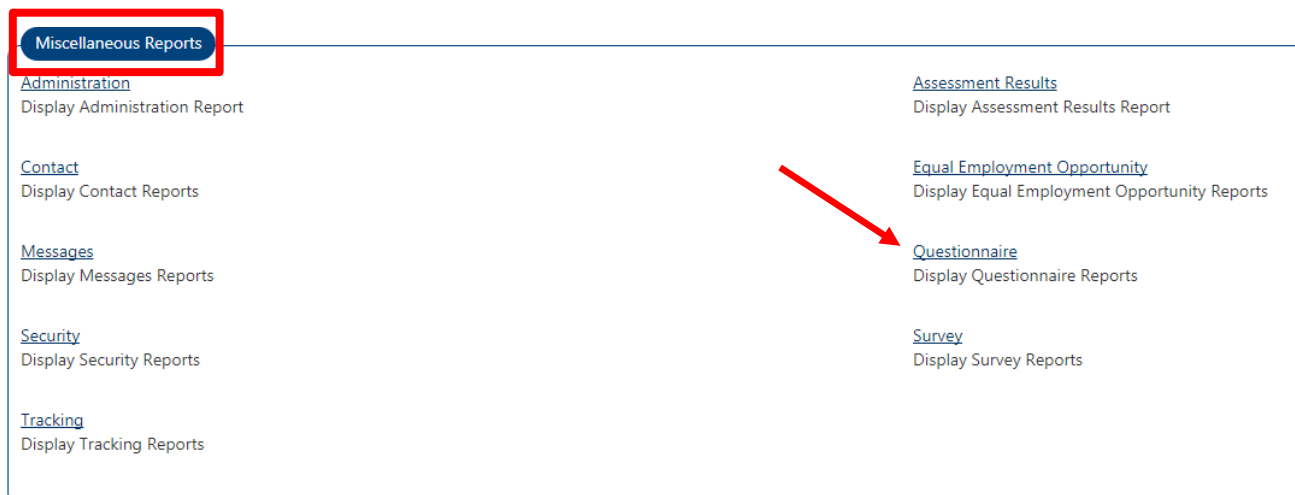 Miscellaneous Reports
Administration
Display Administration Report
Assessment Results
Display Assessment Results Report
Contact
Display Contact Reports
Equal Employment Opportunity
Display Equal Employment Opportunity Reports
Messages
Display Messages Reports
Questionnaire
Display Questionnaire Reports
Security
Display Security Reports
Survey
Display Survey Reports
Tracking
Display Tracking Reports